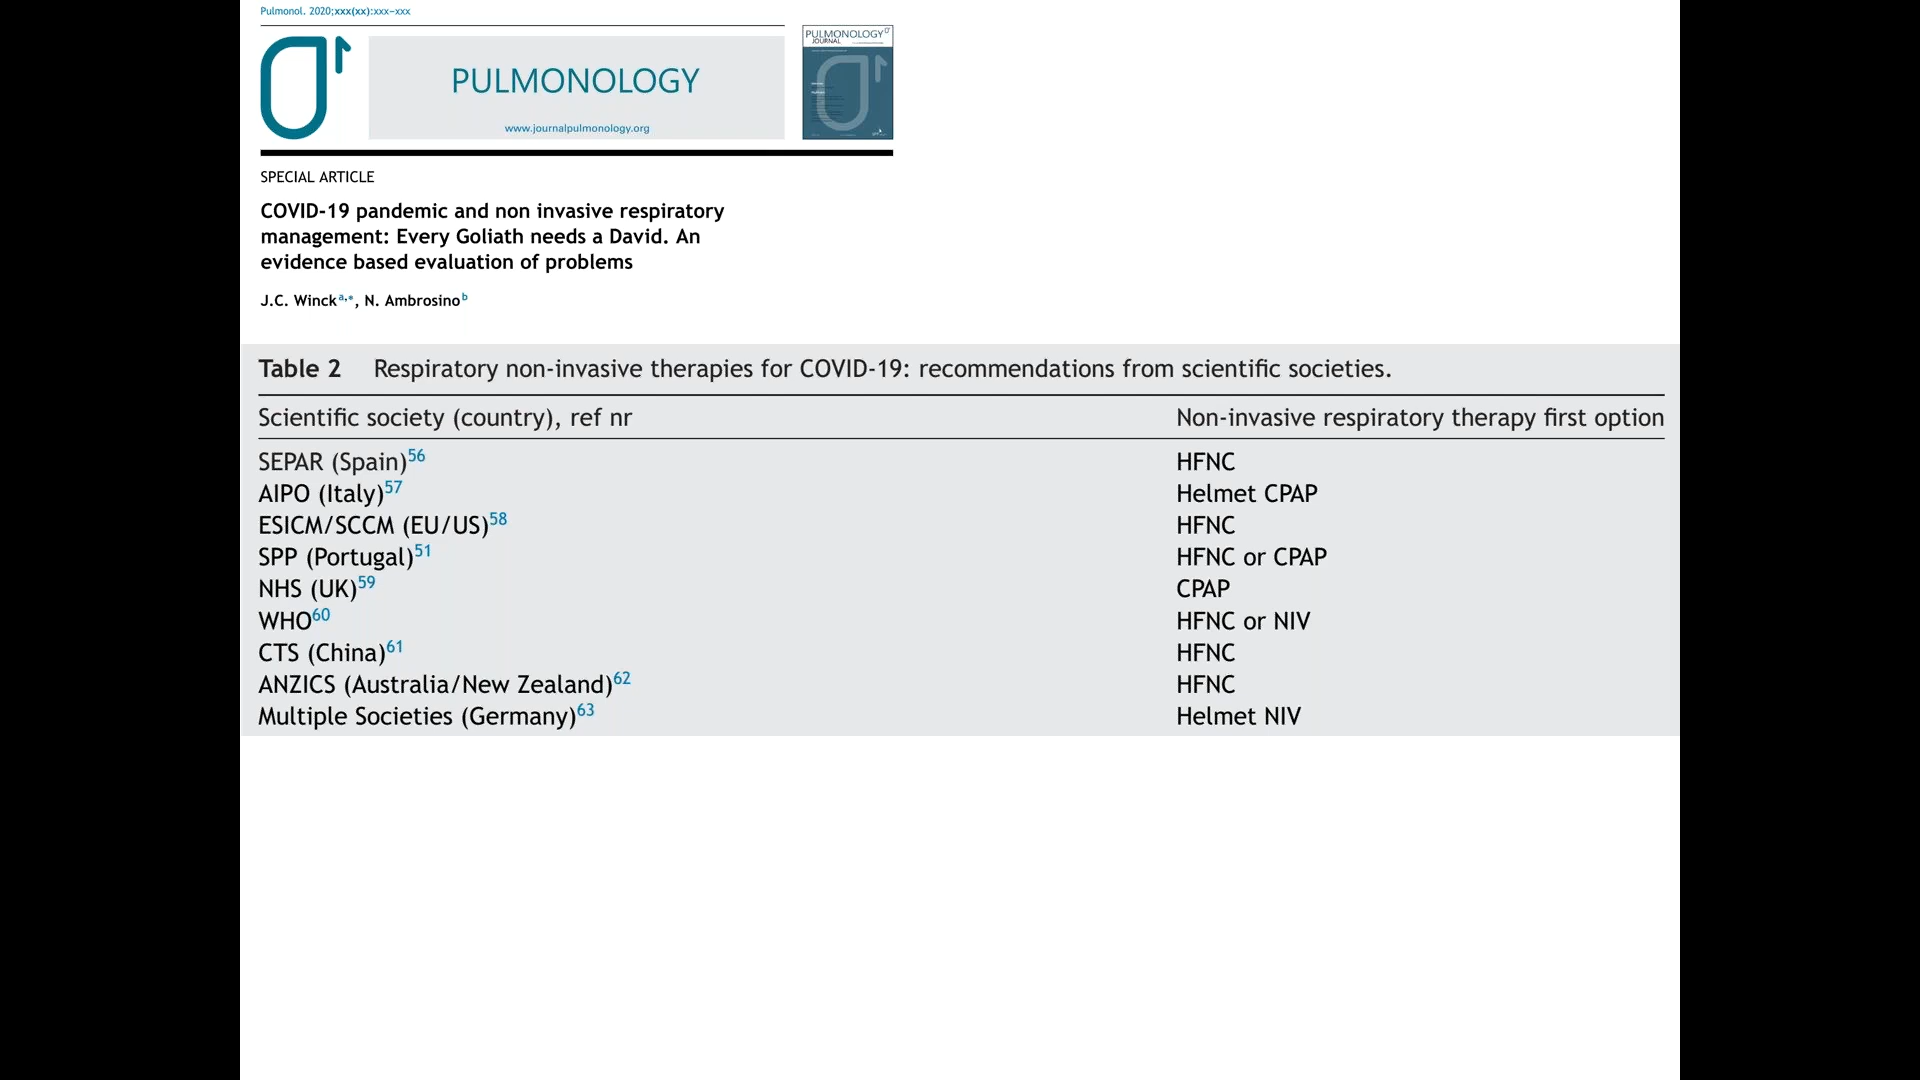 Pulmonol. 2020;xxx(xx):xxx–xxx
PULMONOLOGY
www.journalpulmonology.org
PULMONOLOGY
JOURNAL
SPECIAL ARTICLE
COVID-19 pandemic and non invasive respiratory
management: Every Goliath needs a David. An
evidence based evaluation of problems
J.C. Winck a,*, N. Ambrosino b
Table 2 Respiratory non-invasive therapies for COVID-19: recommendations from scientific societies.
Scientific society (country), ref nr Non-invasive respiratory therapy first option
SEPAR (Spain)56 HFNC
AIPO (Italy)57 Helmet CPAP
ESICM/SCCM (EU/US)58 HFNC
SPP (Portugal)51 HFNC or CPAP
NHS (UK)59 CPAP
WHO60 HFNC or NIV
CTS (China)61 HFNC
ANZICS (Australia/New Zealand)62 HFNC
Multiple Societies (Germany)63 Helmet NIV